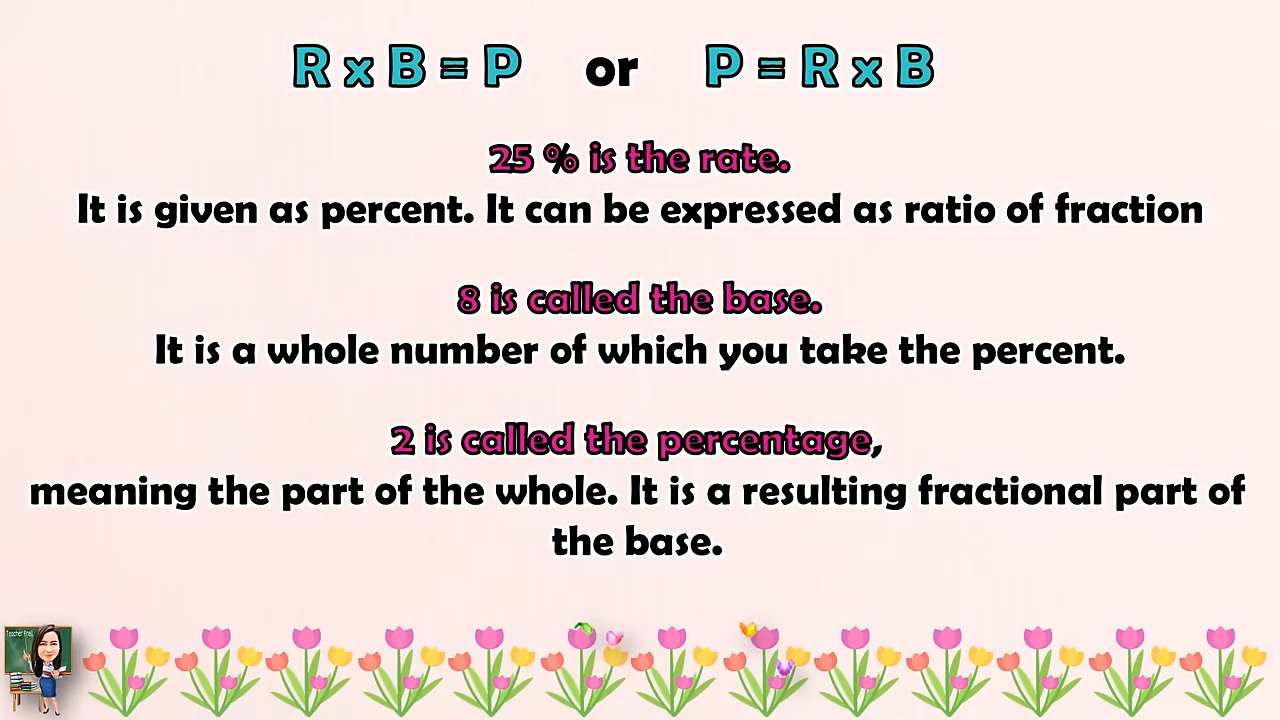 R x B = P or P = R x B
25 % is the rate.
It is given as percent. It can be expressed as ratio of fraction
8 is called the base.
It is a whole number of which you take the percent.
2 is called the percentage,
meaning the part of the whole. It is a resulting fractional part of
the base.